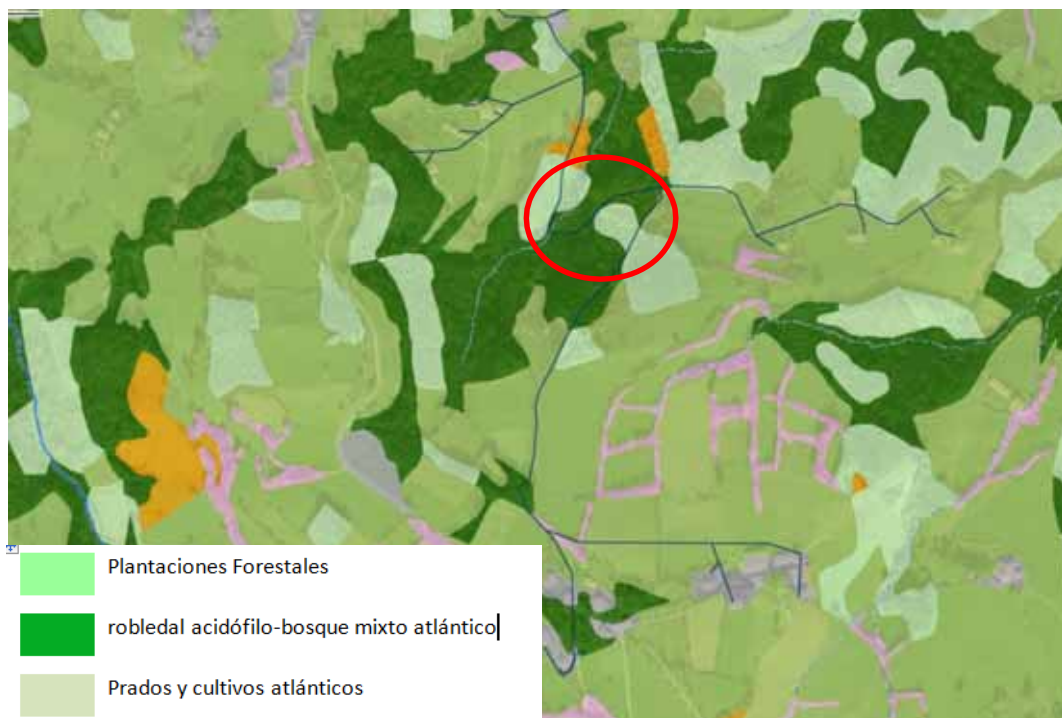 Plantaciones Forestales
robledal acidófilo-bosque mixto atlántico
Prados y cultivos atlánticos